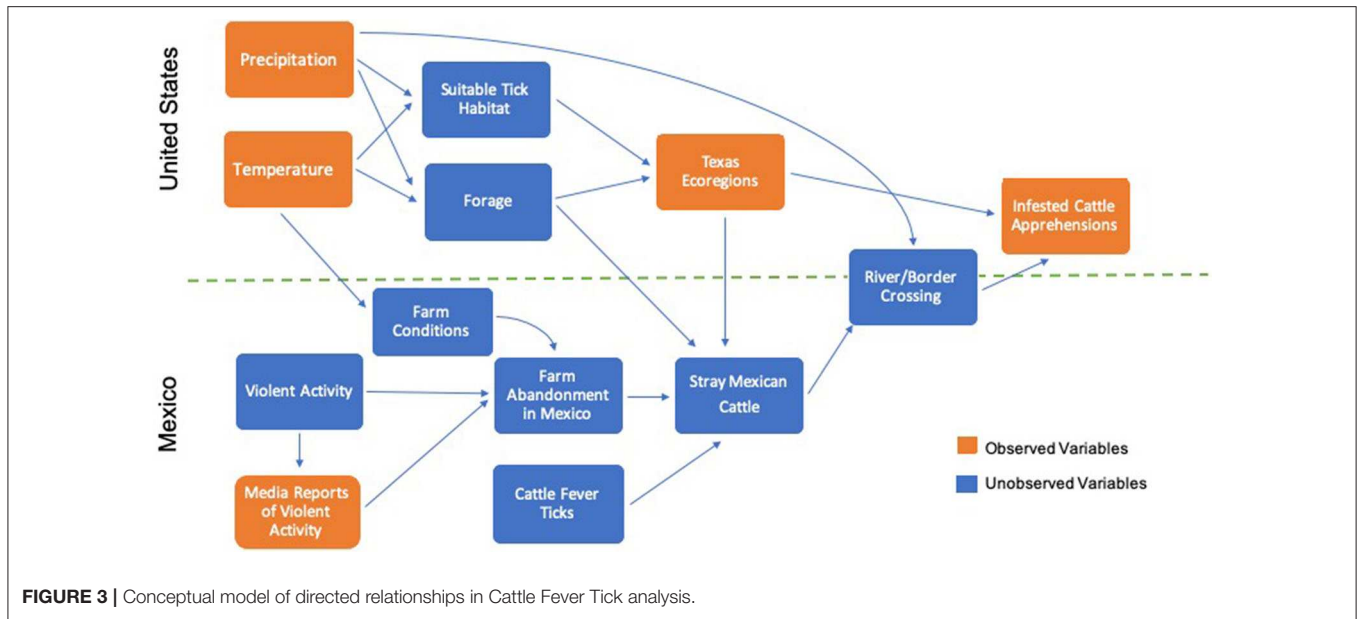 United States
Mexico
Precipitation
Temperature
Suitable Tick
Habitat
Forage
Texas
Ecoregions
Infested Cattle
Apprehensions
River/Border
Crossing
Farm
Conditions
Violent Activity
Farm
Abandonment
in Mexico
Stray Mexican
Cattle
Media Reports
of Violent
Activity
Cattle Fever
Ticks
Observed Variables
Unobserved Variables
FIGURE 3 | Conceptual model of directed relationships in Cattle Fever Tick analysis.